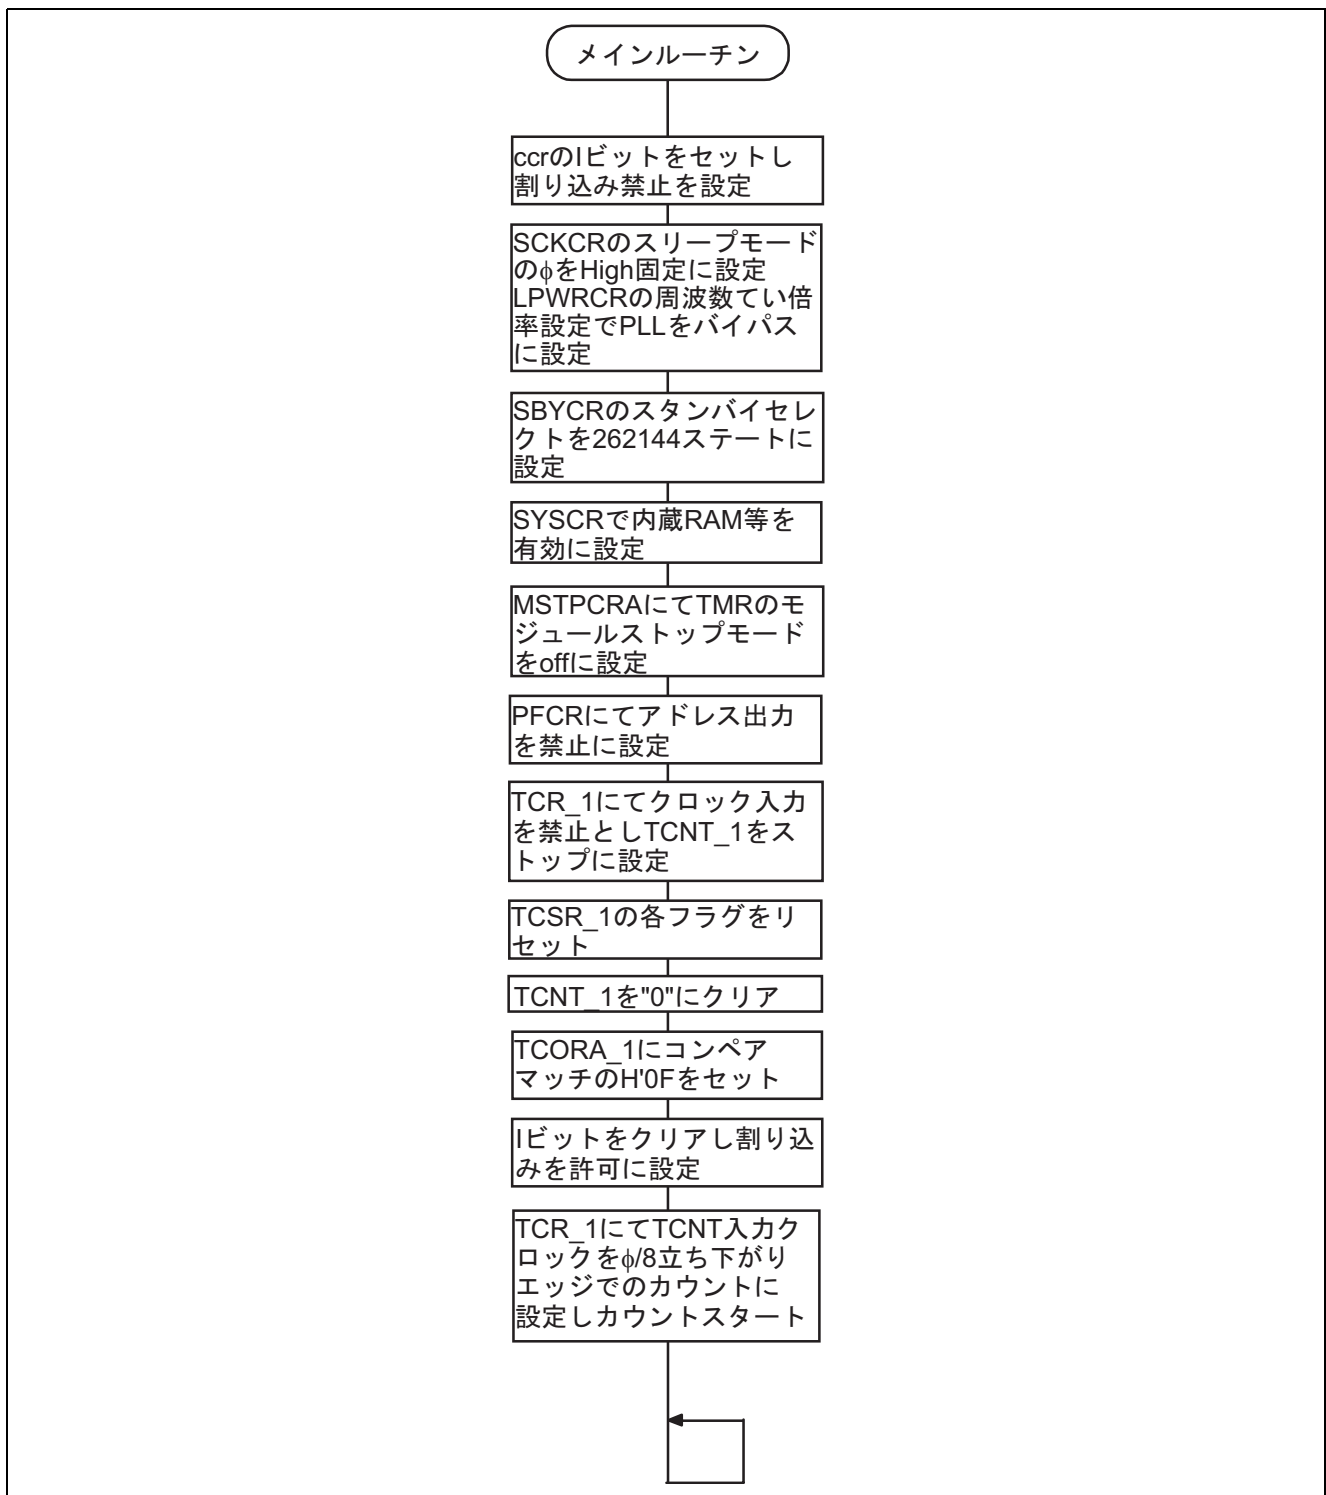 メインルーチン
ccrのIビットをセットし
割り込み禁止を設定
SCKCRのスリープモード
のφをHigh固定に設定
LPWRCRの周波数てい倍
率設定でPLLをバイパス
に設定
SBYCRのスタンバイセレ
クトを262144ステートに
設定
SYSCRで内蔵RAM等を
有効に設定
MSTPCRAにてTMRのモ
ジュールストップモード
をoffに設定
PFCRにてアドレス出力
を禁止に設定
TCR_1にてクロック入力
を禁止としTCNT_1をス
トップに設定
TCSR_1の各フラグをリ
セット
TCNT_1を"0"にクリア
TCORA_1にコンペア
マッチのH'0Fをセット
Iビットをクリアし割り込
みを許可に設定
TCR_1にてTCNT入力ク
ロックをφ/8立ち下がり
エッジでのカウントに
設定しカウントスタート